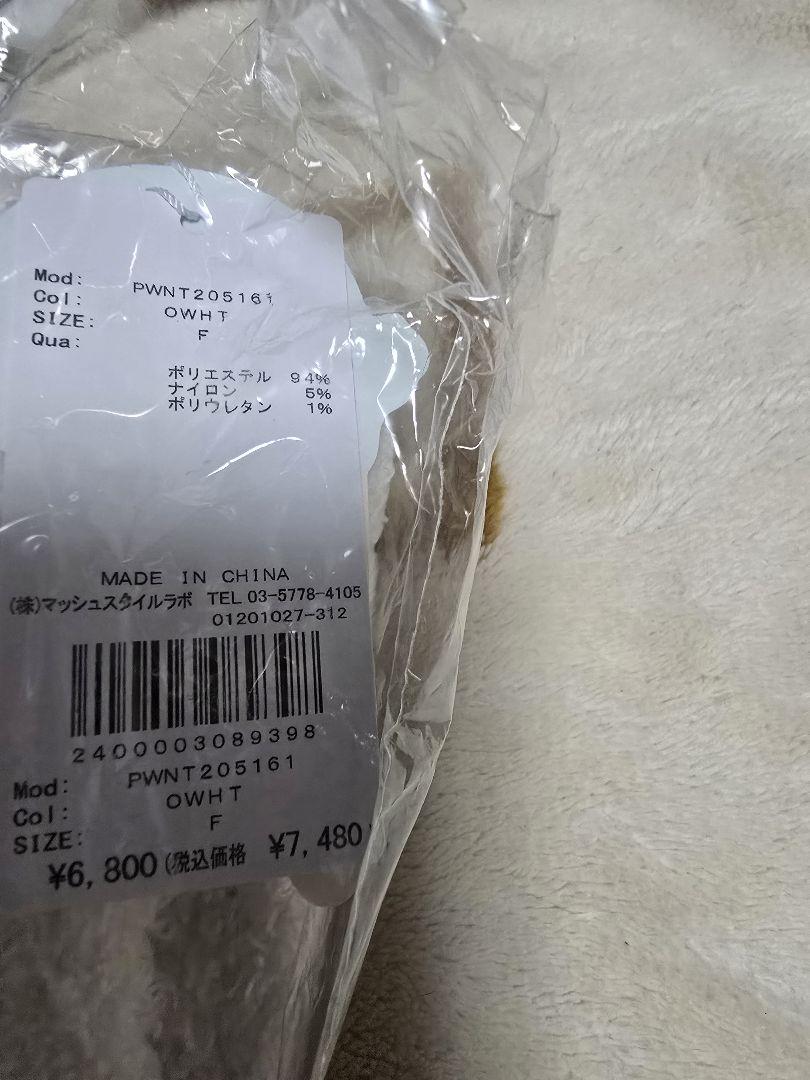 Mod: PWNT205161
Col: OWHT
SIZE: F
Qua:
ポリエステル 94%
ナイロン 5%
ポリウレタン 1%
MADE IN CHINA
(株)マッシュスタイルラボ TEL 03-5778-4105
01201027-312
2400003089398
Mod: PWNT205161
Col: OWHT
SIZE: F
¥6,800(税込価格 ¥7,480)